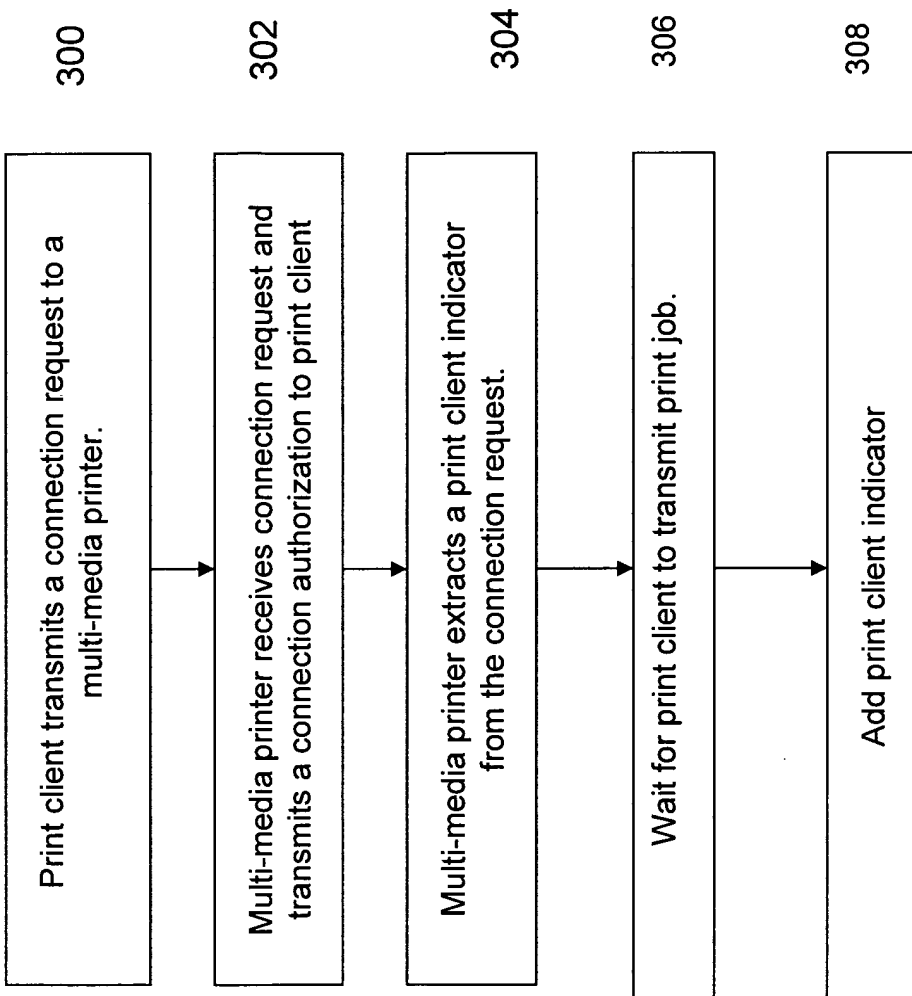 Print client transmits a connection request to a
multi-media printer.
300
Multi-media printer receives connection request and
transmits a connection authorization to print client
302
Multi-media printer extracts a print client indicator
from the connection request.
304
Wait for print client to transmit print job.
306
Add print client indicator
308